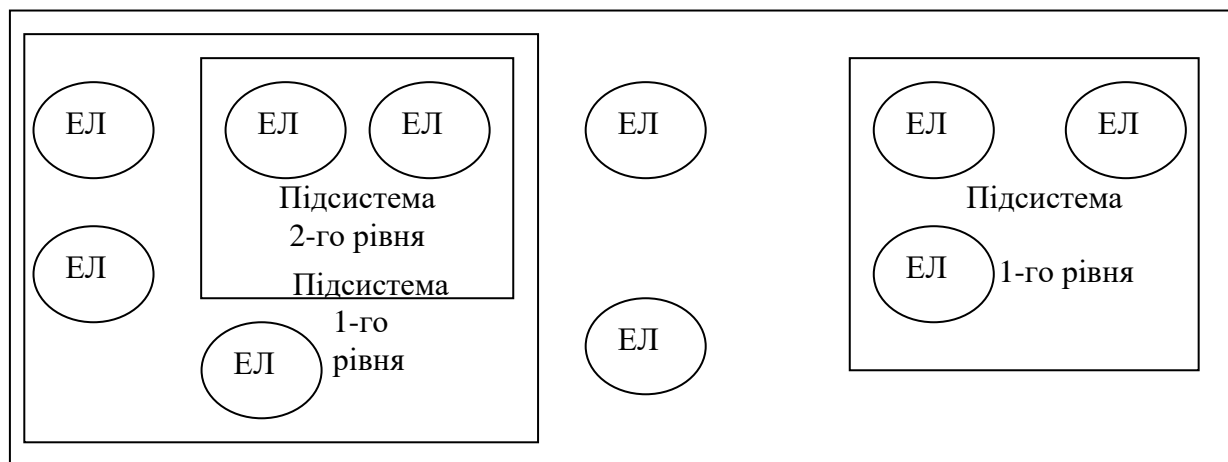 ЕЛ ЕЛ ЕЛ ЕЛ ЕЛ ЕЛ
Підсистема
2-го рівня
Підсистема
ЕЛ ЕЛ 1-го рівня
Підсистема
1-го
рівня
ЕЛ ЕЛ